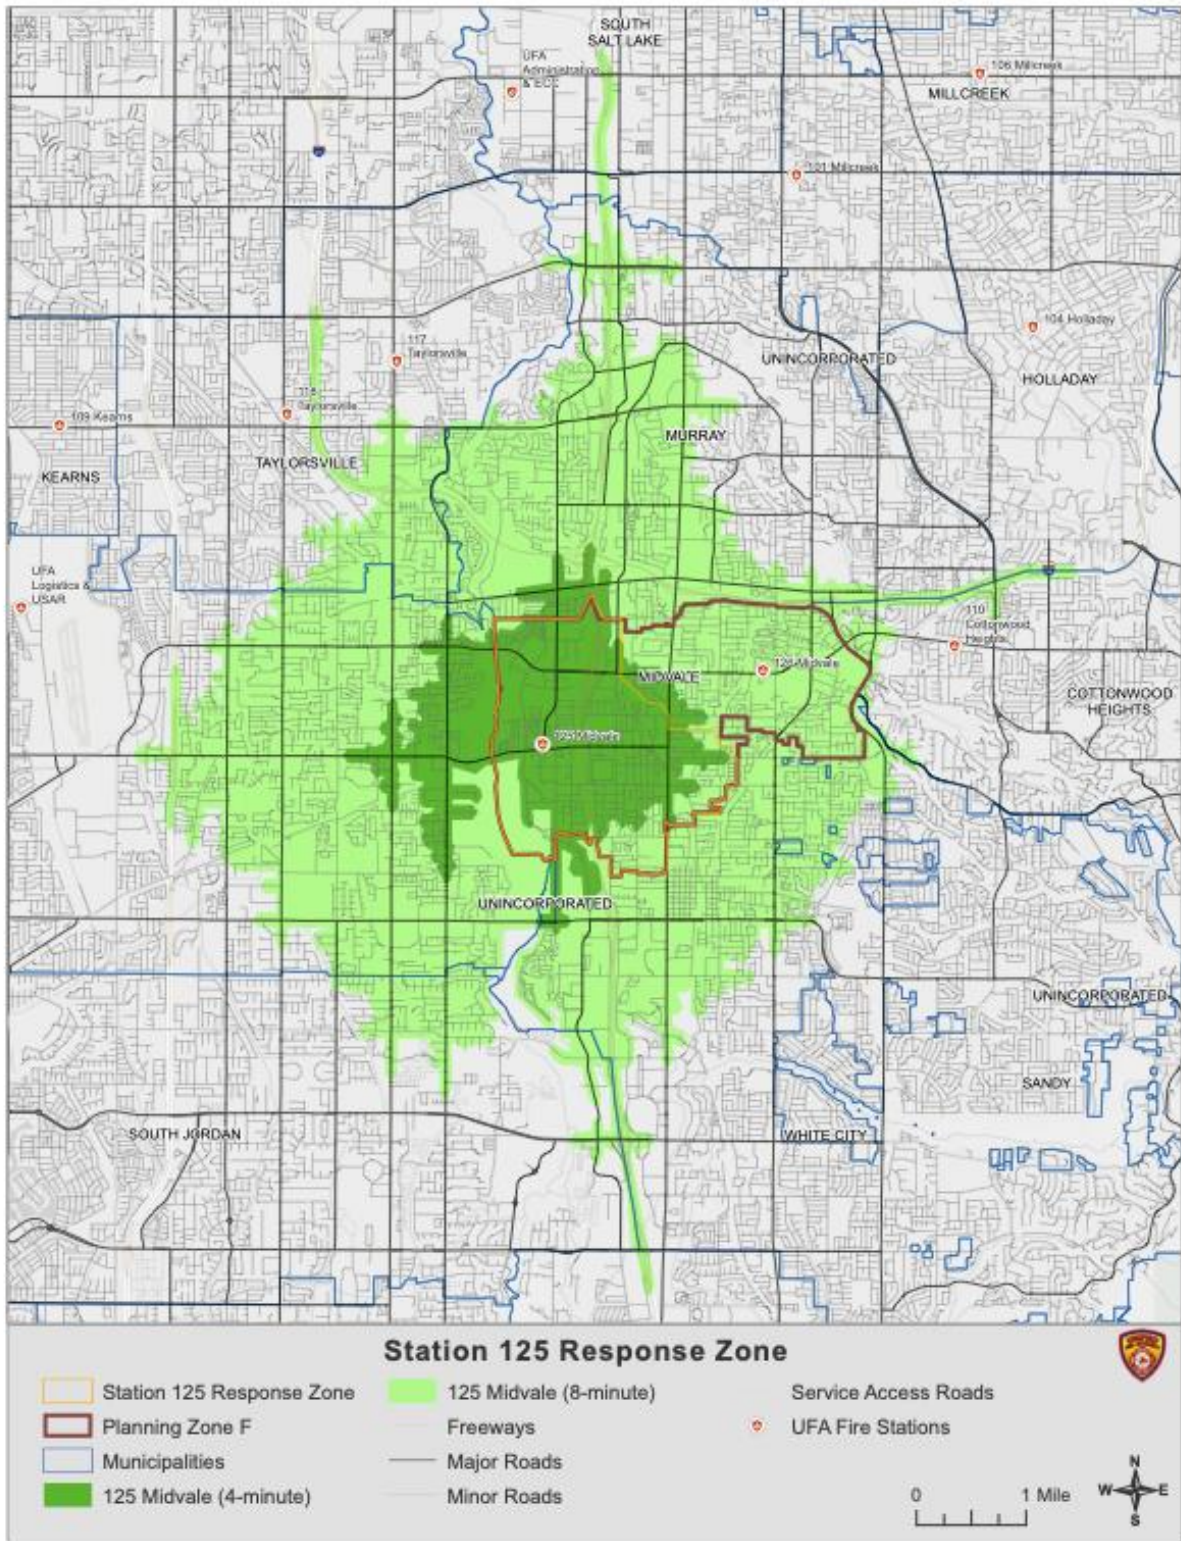 SOUTH
SALT LAKE
UFA
Administration
& ECC
106 Millcreek
MILLCREEK
101 Millcreek
104 Holladay
117
Taylorsville
UNINCORPORATED
HOLLADAY
Taylorsville
109 Kearns
MURRAY
TAYLORSVILLE
KEARNS
UFA
Logistics &
USAR
110
Cottonwood
Heights
126 Midvale
MIDVALE
COTTONWOOD
HEIGHTS
125 Midvale
UNINCORPORATED
UNINCORPORATED
SANDY
SOUTH JORDAN
WHITE CITY
Station 125 Response Zone
Station 125 Response Zone
Planning Zone F
Municipalities
125 Midvale (4-minute)
125 Midvale (8-minute)
Freeways
Major Roads
Minor Roads
Service Access Roads
UFA Fire Stations
0 1 Mile
N
W E
S